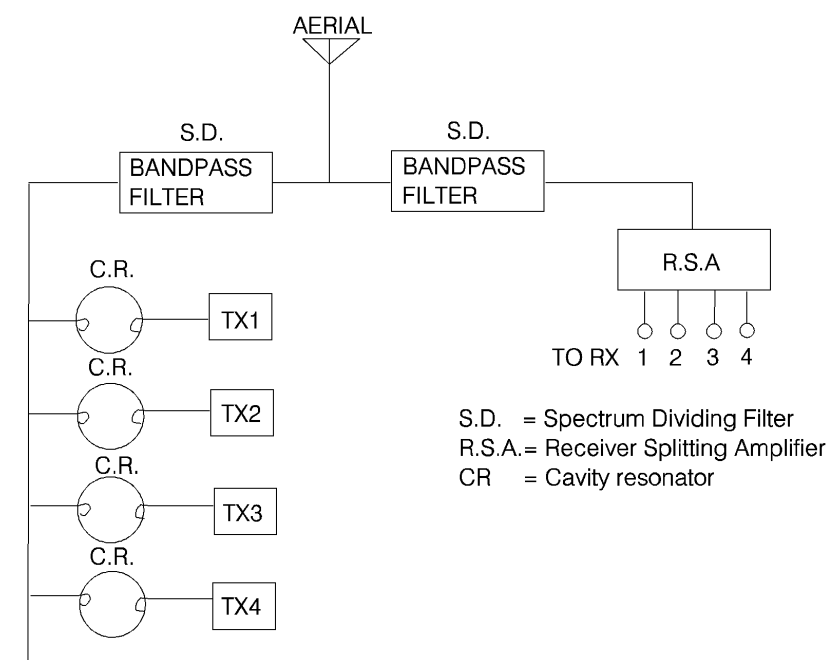 AERIAL
S.D.
BANDPASS
FILTER
S.D.
BANDPASS
FILTER
R.S.A
TO RX 1 2 3 4
C.R.
TX1
C.R.
TX2
C.R.
TX3
C.R.
TX4
S.D. = Spectrum Dividing Filter
R.S.A.= Receiver Splitting Amplifier
CR = Cavity resonator